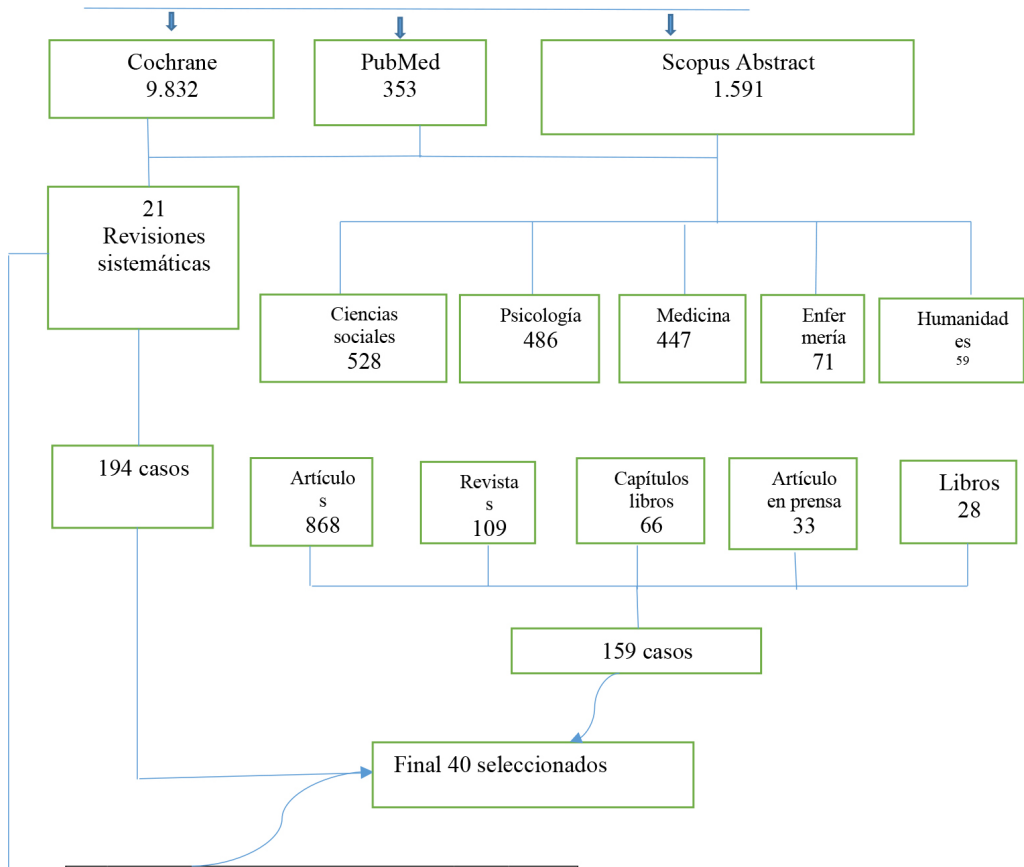 Cochrane
9.832
PubMed
353
Scopus Abstract
1.591
21
Revisiones
sistemáticas
Ciencias
sociales
528
Psicología
486
Medicina
447
Enfer
mería
71
Humanidad
es
59
194 casos
Artículo
s
868
Revista
s
109
Capítulos
libros
66
Artículo
en prensa
33
Libros
28
159 casos
Final 40 seleccionados